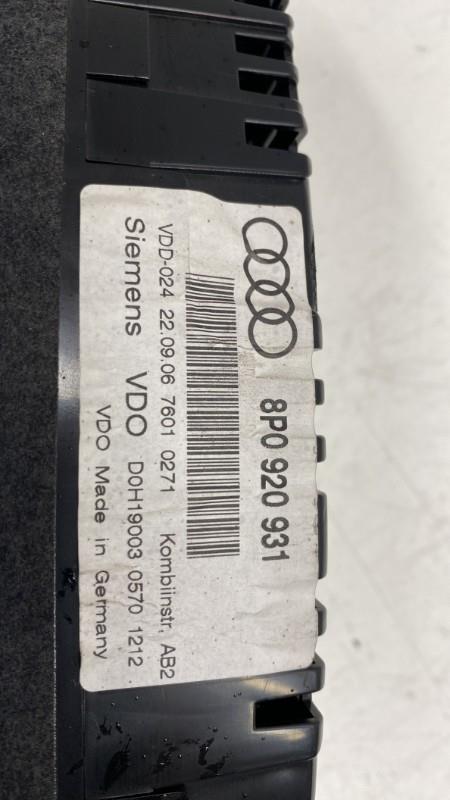 8P0 920 931
VDD-024 22.09.06 7601 0271 Kombiinstr, AB2
Siemens VDO D0H19003 0570 1212
VDO Made in Germany